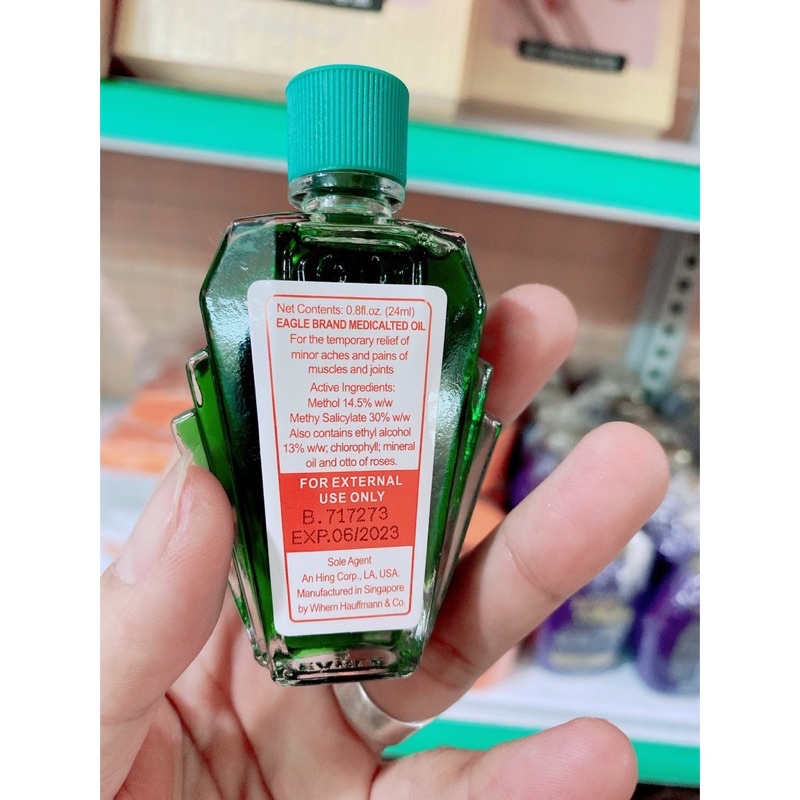 Net Contents: 0.8fl.oz. (24ml)
EAGLE BRAND MEDICALTED OIL
For the temporary relief of
minor aches and pains of
muscles and joints
Active Ingredients:
Methol 14.5% w/w
Methy Salicylate 30% w/w
Also contains ethyl alcohol
13% w/w; chlorophyll; mineral
oil and otto of roses.
FOR EXTERNAL
USE ONLY
B.717273
EXP.06/2023
Sole Agent
An Hing Corp., LA, USA.
Manufactured in Singapore
by Wihem Hauffmann & Co.